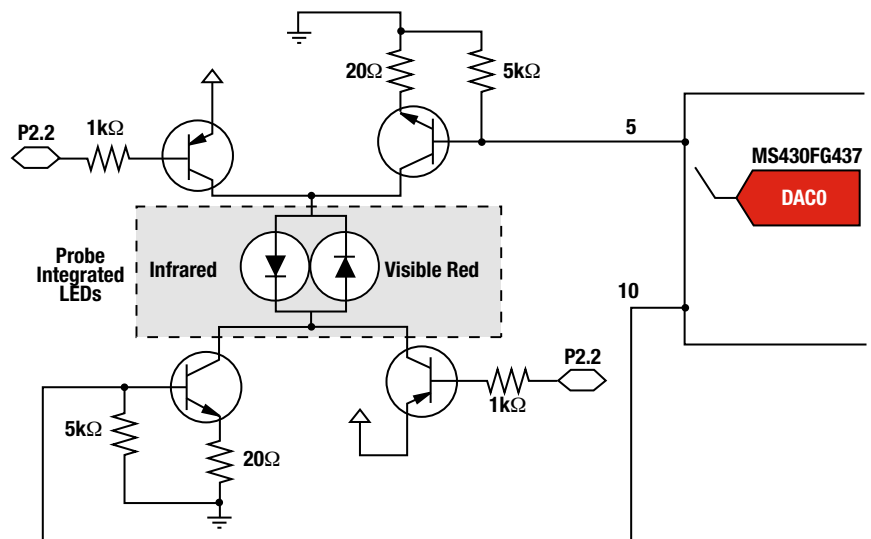 20Ω
5kΩ
P2.2
1kΩ
5
MS430FG437
DAC0
Probe
Integrated
LEDs
Infrared
Visible Red
10
P2.2
1kΩ
5kΩ
20Ω